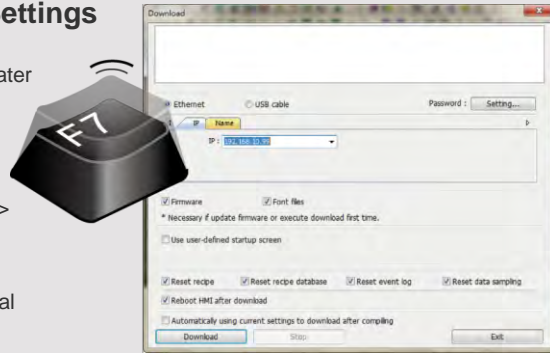 ettings
ater
>
al
F7
Download
Ethernet USB cable Password : Setting...
IP Name
IP : 192.168.10.99
Firmware Font files
* Necessary if update firmware or execute download first time.
Use user-defined startup screen
Reset recipe Reset recipe database Reset event log Reset data sampling
Reboot HMI after download
Automatically using current settings to download after compiling
Download Stop Exit